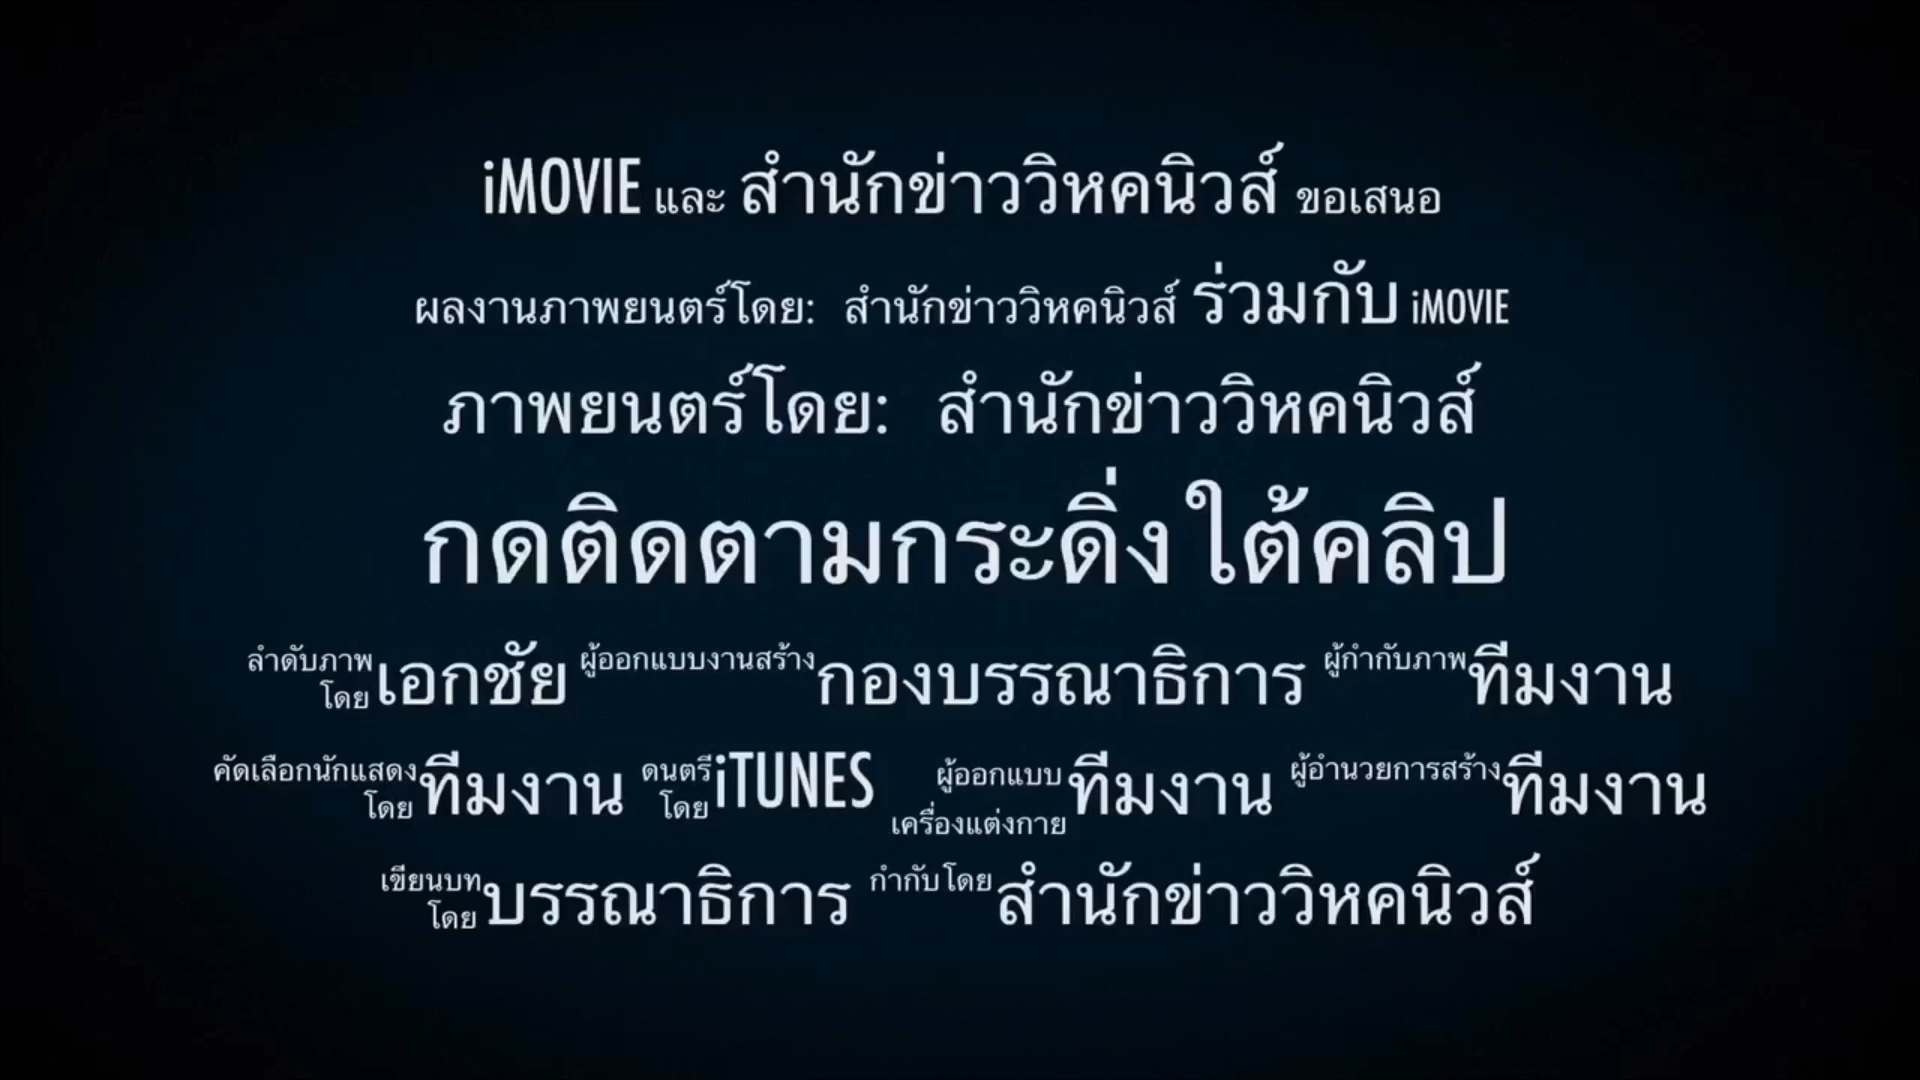 iMOVIE และ สำนักข่าววิหคนิวส์ ขอเสนอ
ผลงานภาพยนตร์โดย: สำนักข่าววิหคนิวส์ ร่วมกับ iMOVIE
ภาพยนตร์โดย: สำนักข่าววิหคนิวส์
กดติดตามกระดิ่งใต้คลิป
ลำดับภาพโดย เอกชัย ผู้ออกแบบงานสร้าง กองบรรณาธิการ ผู้กำกับภาพ ทีมงาน
คัดเลือกนักแสดงโดย ทีมงาน ดนตรีโดย iTUNES ผู้ออกแบบเครื่องแต่งกาย ทีมงาน ผู้อำนวยการสร้าง ทีมงาน
เขียนบทโดย บรรณาธิการ กำกับโดย สำนักข่าววิหคนิวส์